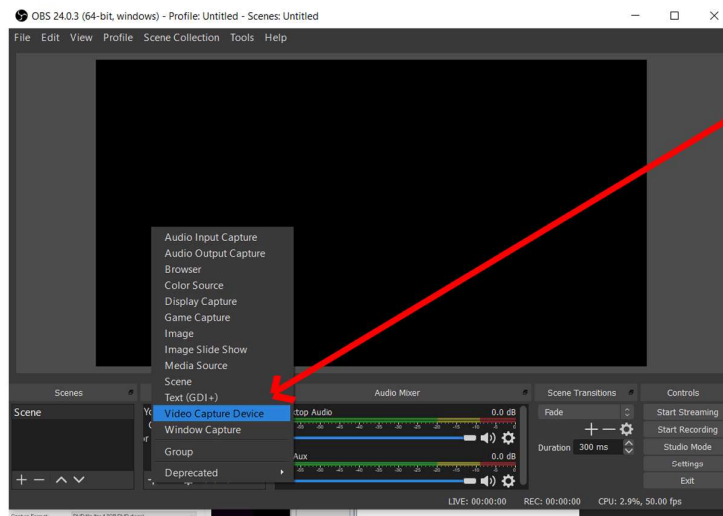 OBS 24.0.3 (64-bit, windows) - Profile: Untitled - Scenes: Untitled
File Edit View Profile Scene Collection Tools Help
Audio Input Capture
Audio Output Capture
Browser
Color Source
Display Capture
Game Capture
Image
Image Slide Show
Media Source
Scene
Text (GDI+)
Video Capture Device
Window Capture
Group
Deprecated
Scenes
Scene
Audio Mixer
0.0 dB
Aux
0.0 dB
Scene Transitions
Fade
Duration 300 ms
Controls
Start Streaming
Start Recording
Studio Mode
Settings
Exit
LIVE: 00:00:00 REC: 00:00:00 CPU: 2.9%, 50.00 fps